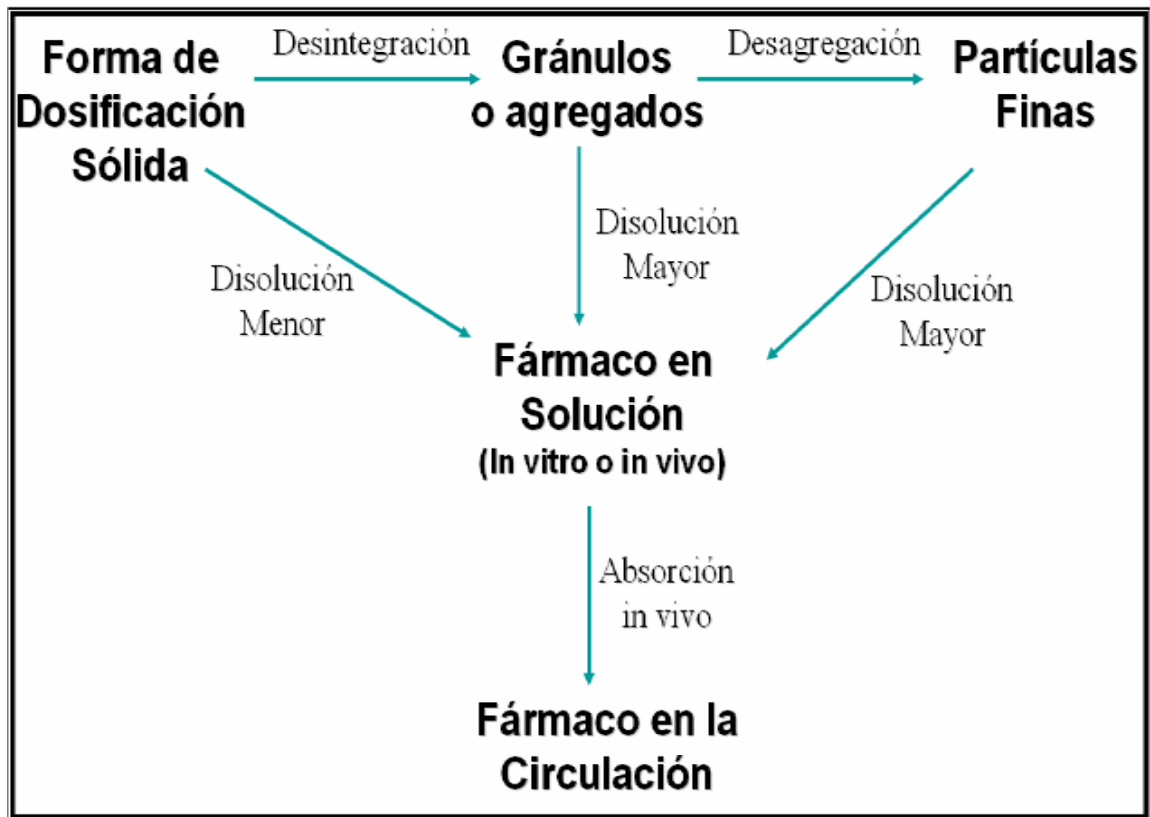 Forma de
Dosificación
Sólida
Desintegración
Gránulos
o agregados
Desagregación
Partículas
Finas
Disolución
Menor
Disolución
Mayor
Disolución
Mayor
Fármaco en
Solución
(In vitro o in vivo)
Absorción
in vivo
Fármaco en la
Circulación